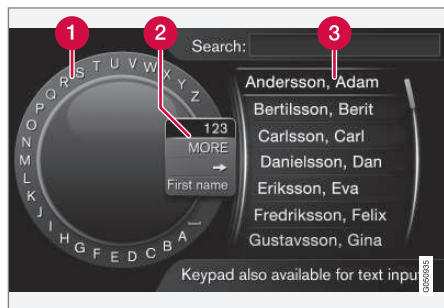 1
2
3
Search:
A B C D E F G H I J K L M N O P Q R S T U V W X Y Z
123
MORE
First name
Andersson, Adam
Bertilsson, Berit
Carlsson, Carl
Danielsson, Dan
Eriksson, Eva
Fredriksson, Felix
Gustavsson, Gina
Keypad also available for text input
G050935